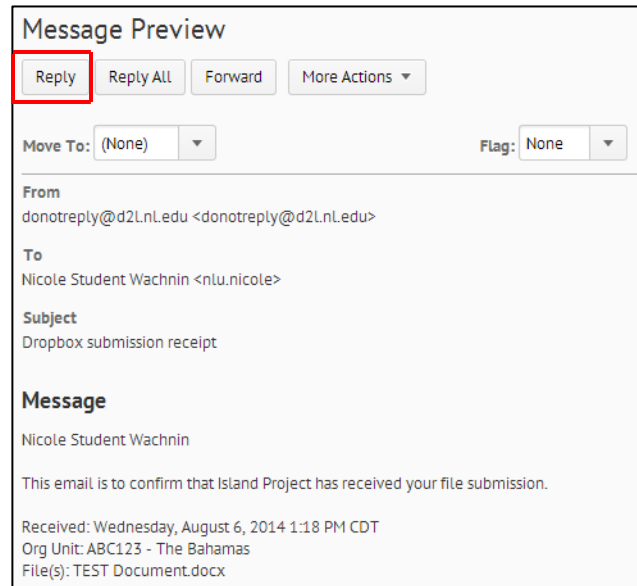 Message Preview
Reply Reply All Forward More Actions
Move To: (None) Flag: None
From
donotreply@d2l.nl.edu <donotreply@d2l.nl.edu>
To
Nicole Student Wachnin <nlu.nicole>
Subject
Dropbox submission receipt
Message
Nicole Student Wachnin
This email is to confirm that Island Project has received your file submission.
Received: Wednesday, August 6, 2014 1:18 PM CDT
Org Unit: ABC123 - The Bahamas
File(s): TEST Document.docx